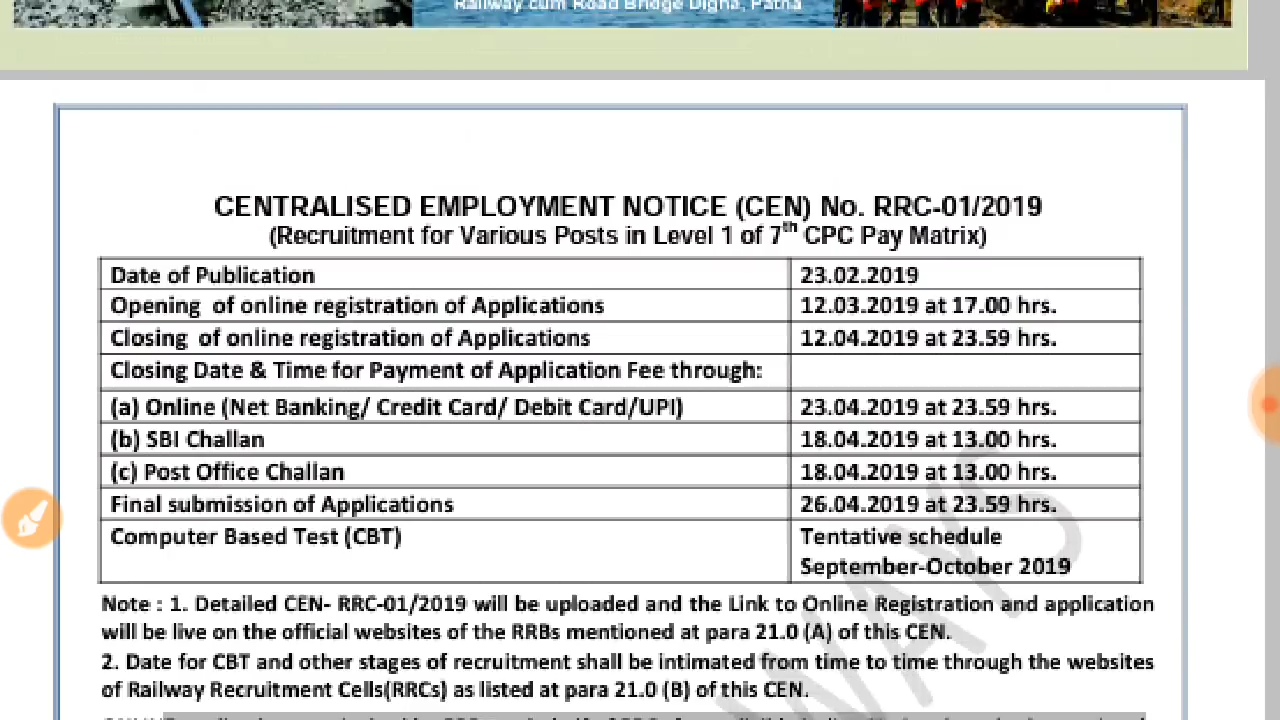 Railway cum Road Bridge Digha, Patna
CENTRALISED EMPLOYMENT NOTICE (CEN) No. RRC-01/2019
(Recruitment for Various Posts in Level 1 of 7th CPC Pay Matrix)
Date of Publication 23.02.2019
Opening of online registration of Applications 12.03.2019 at 17.00 hrs.
Closing of online registration of Applications 12.04.2019 at 23.59 hrs.
Closing Date & Time for Payment of Application Fee through:
(a) Online (Net Banking/ Credit Card/ Debit Card/UPI) 23.04.2019 at 23.59 hrs.
(b) SBI Challan 18.04.2019 at 13.00 hrs.
(c) Post Office Challan 18.04.2019 at 13.00 hrs.
Final submission of Applications 26.04.2019 at 23.59 hrs.
Computer Based Test (CBT) Tentative schedule
September-October 2019
Note : 1. Detailed CEN- RRC-01/2019 will be uploaded and the Link to Online Registration and application
will be live on the official websites of the RRBs mentioned at para 21.0 (A) of this CEN.
2. Date for CBT and other stages of recruitment shall be intimated from time to time through the websites
of Railway Recruitment Cells(RRCs) as listed at para 21.0 (B) of this CEN.
WAYS